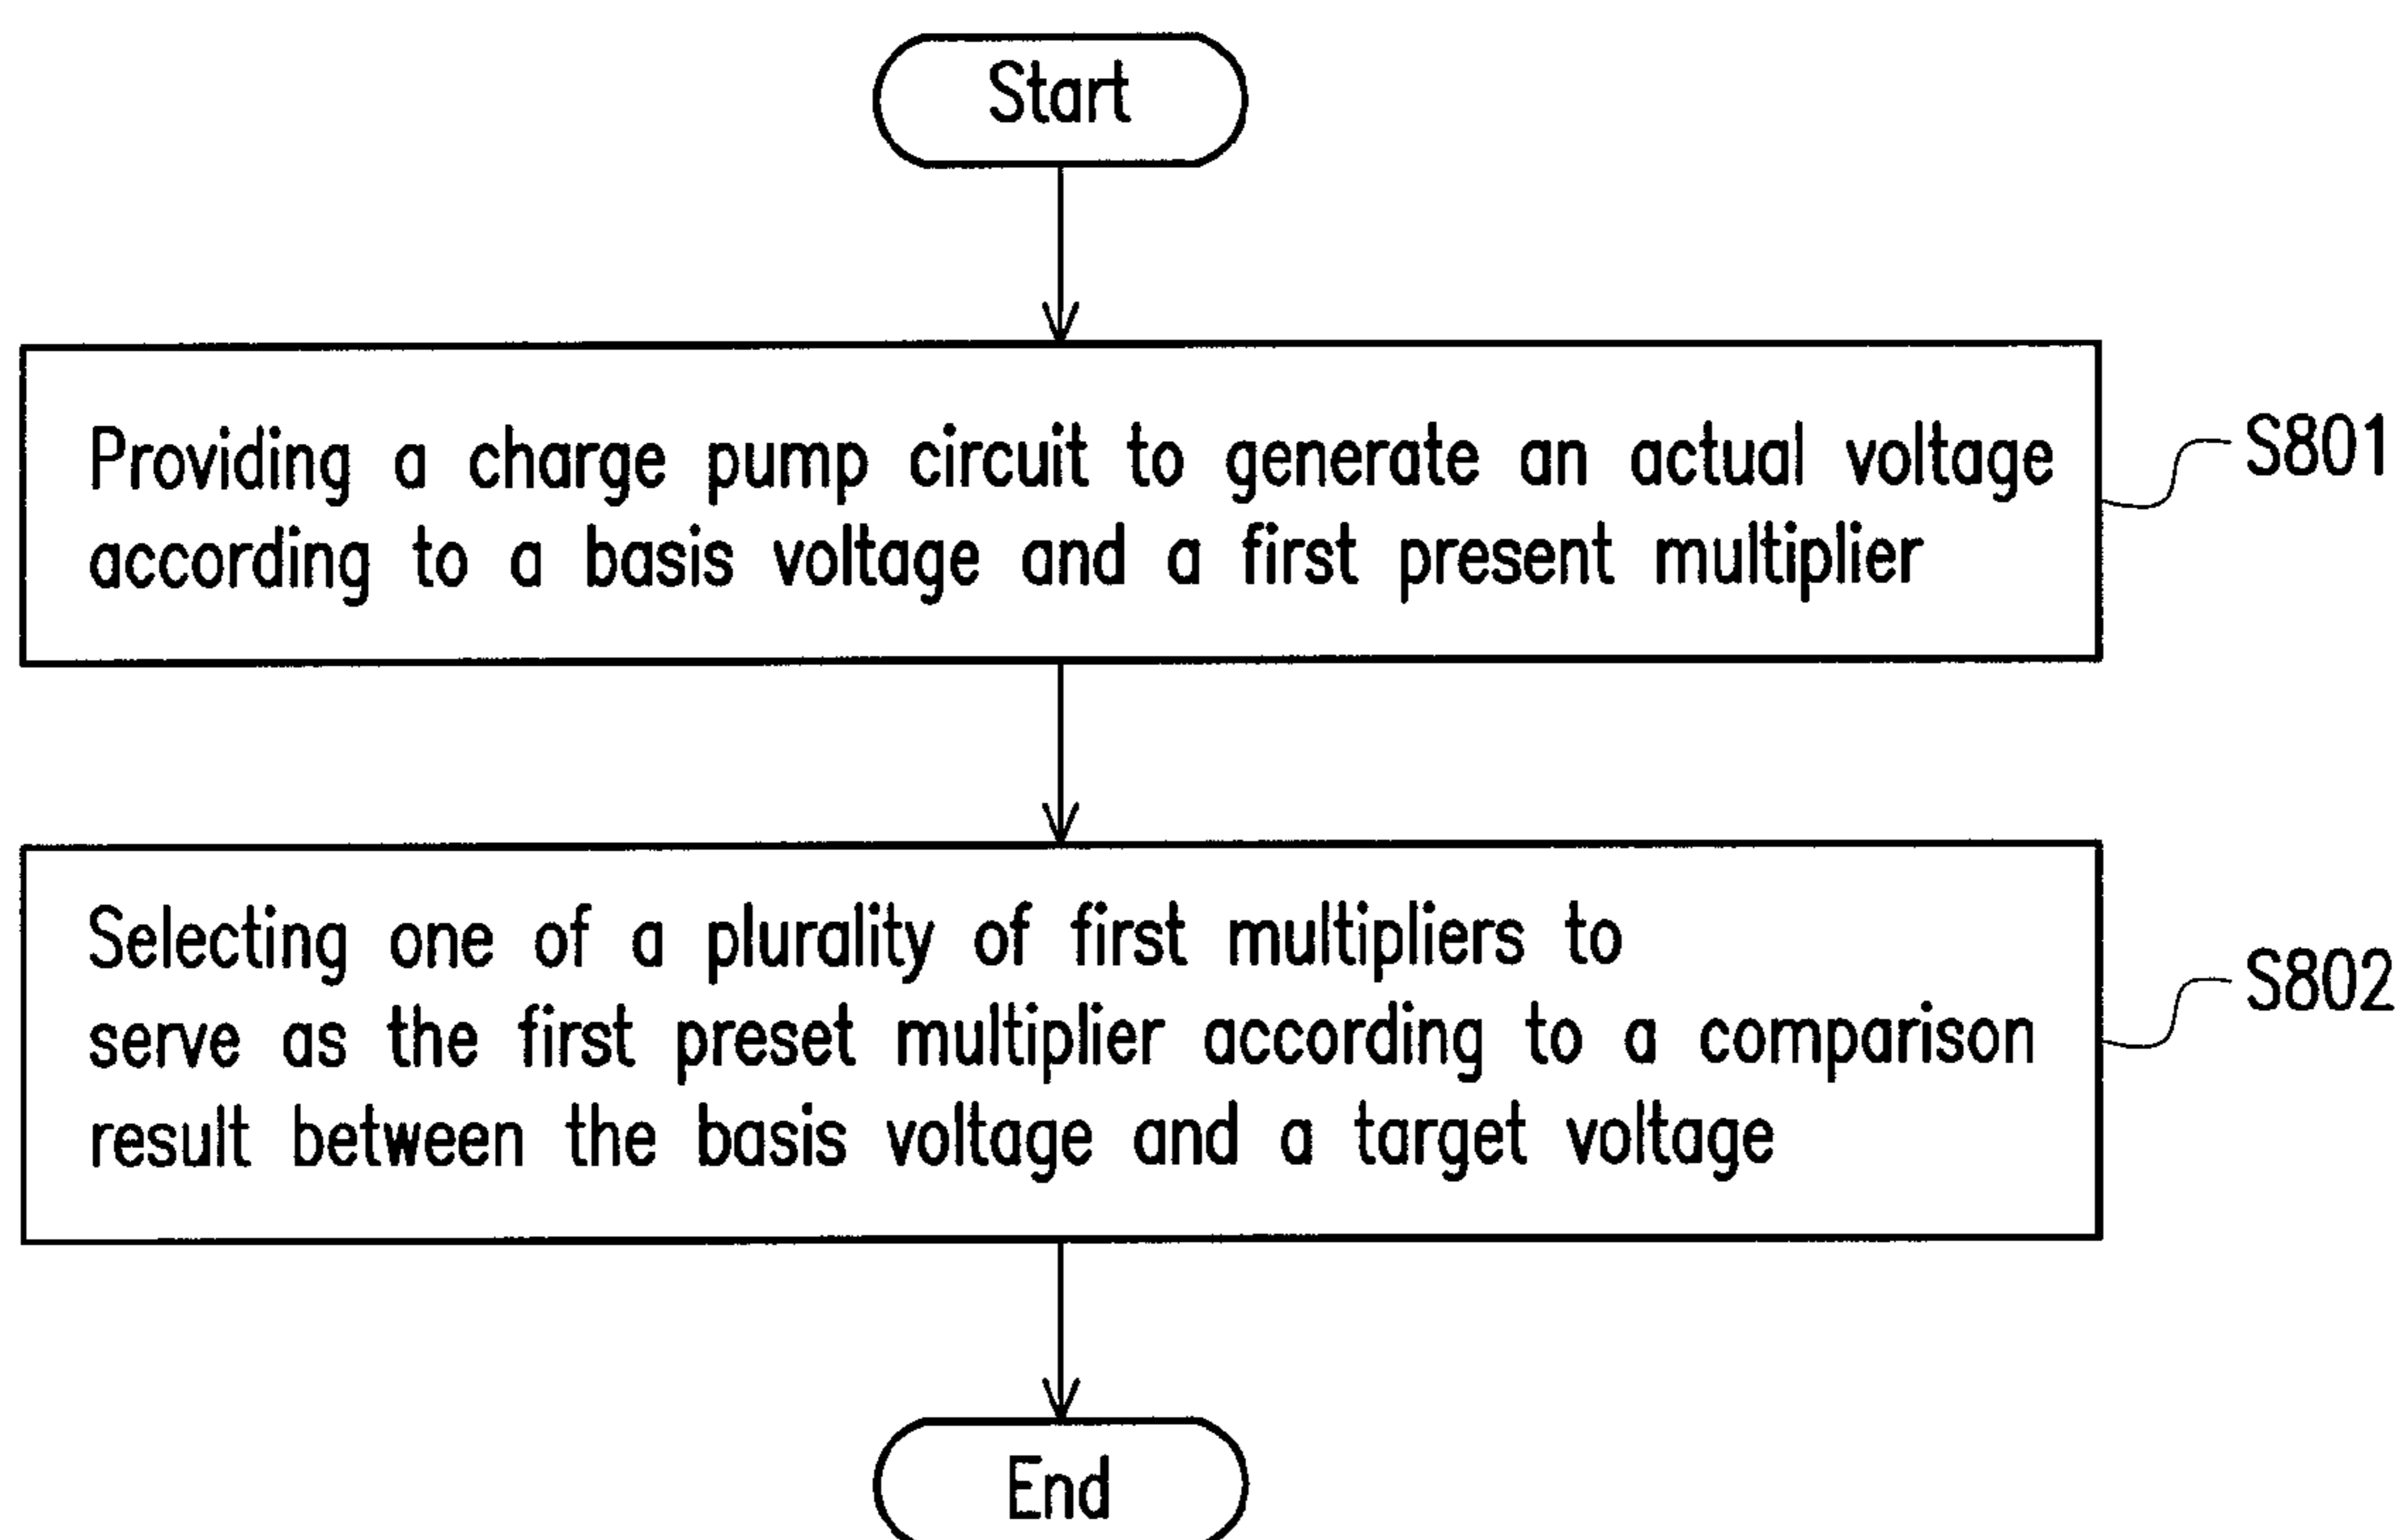 Start
Providing a charge pump circuit to generate an actual voltage
according to a basis voltage and a first present multiplier
S801
Selecting one of a plurality of first multipliers to
serve as the first preset multiplier according to a comparison
result between the basis voltage and a target voltage
S802
End